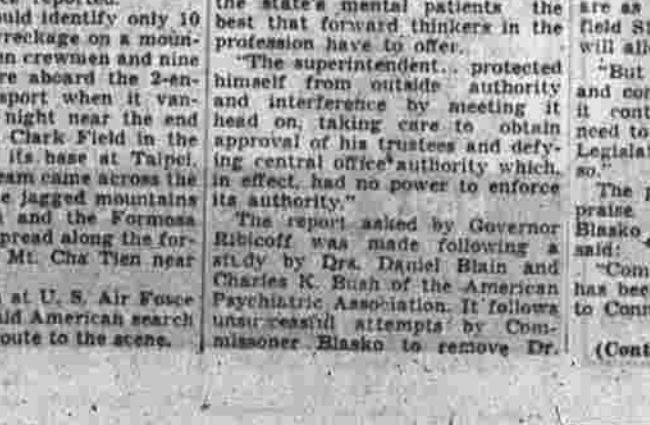 uld identify only 10
wreckage on a moun-
en crewmen and nine
re aboard the 2-en-
sport when it van-
night near the end
Clark Field in the
its base at Taipei.
eam came across the
e jagged mountains
and the Formosa
pread along the for-
Mt. Cha Tien near
at U. S. Air Force
aid American search
oute to the scene.
the state's mental patients the
best that forward thinkers in the
profession have to offer.
"The superintendent.. protected
himself from outside authority
and interference by meeting it
head on, taking care to obtain
approval of his trustees and defy-
ing central office authority which,
in effect, had no power to enforce
its authority."
The report asked by Governor
Ribicoff was made following a
study by Drs. Daniel Blain and
Charles K. Bush of the American
Psychiatric Association. It follows
unsuccessful attempts by Com-
missoner Blasko to remove Dr.
are as
field St
will all
"But
and con
it cont
need to
Legislat
so."
The
praise
Blasko
said:
"Com
has bee
to Conn
(Cont